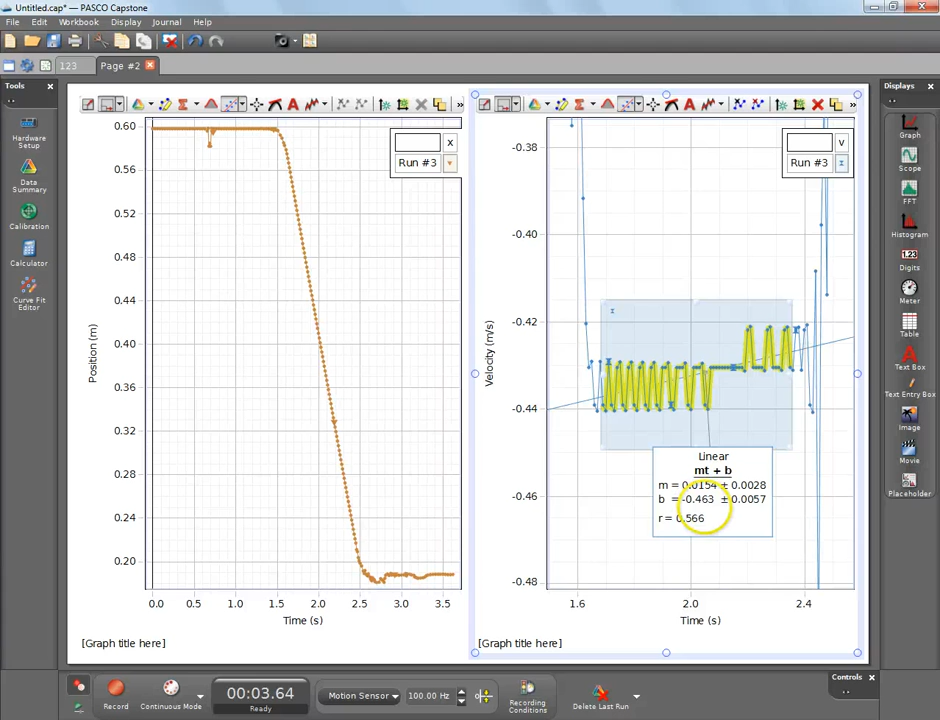 Untitled.cap* — PASCO Capstone
File Edit Workbook Display Journal Help
123 Page #2
Tools
Hardware
Setup
Data
Summary
Calibration
Calculator
Curve Fit
Editor
0.60
0.56
0.52
0.48
0.44
0.40
0.36
0.32
0.28
0.24
0.20
Position (m)
x
Run #3
0.0 0.5 1.0 1.5 2.0 2.5 3.0 3.5
Time (s)
[Graph title here]
-0.38
-0.40
-0.42
-0.44
-0.46
-0.48
Velocity (m/s)
v
Run #3
Linear
mt + b
m = 0.0154 ± 0.0028
b = -0.463 ± 0.0057
r = 0.566
1.6 2.0 2.4
Time (s)
[Graph title here]
Displays
Graph
Scope
FFT
Histogram
1.23
Digits
Meter
Table
Text Box
Text Entry Box
Image
Movie
Placeholder
Record
Continuous Mode
00:03.64
Ready
Motion Sensor
100.00 Hz
Recording
Conditions
Delete Last Run
Controls